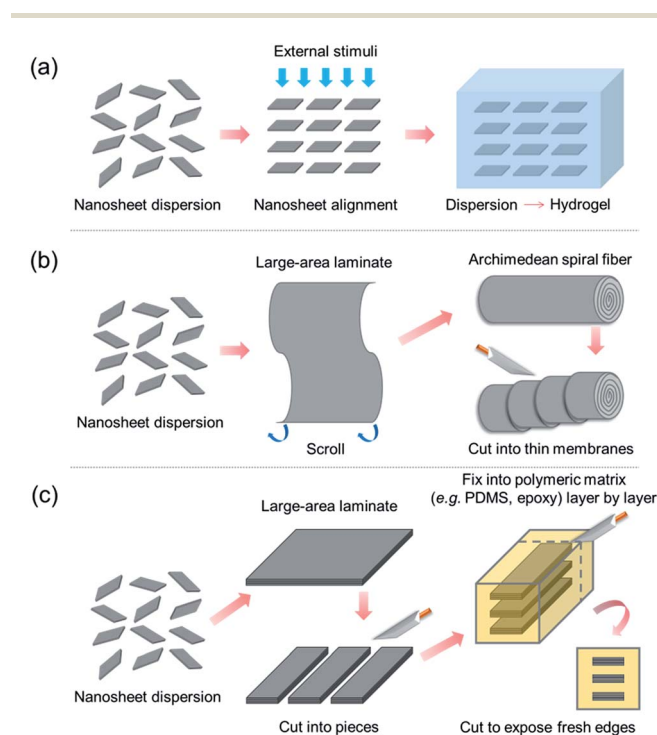 (a)
External stimuli
Nanosheet dispersion
Nanosheet alignment
Dispersion → Hydrogel
(b)
Large-area laminate
Archimedean spiral fiber
Nanosheet dispersion
Scroll
Cut into thin membranes
(c)
Large-area laminate
Fix into polymeric matrix
(e.g. PDMS, epoxy) layer by layer
Nanosheet dispersion
Cut into pieces
Cut to expose fresh edges